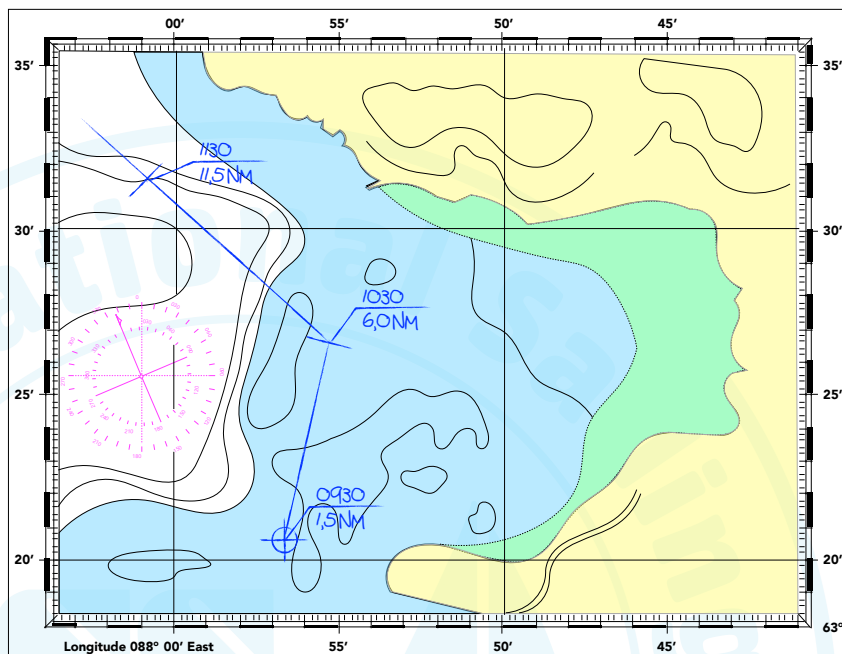 00′ 55′ 50′ 45′
35′ 35′
1130
11,5NM
30′ 30′
1030
6,0NM
25′ 25′
0930
1,5NM
20′ 20′
63°
Longitude 088° 00′ East 55′ 50′ 45′